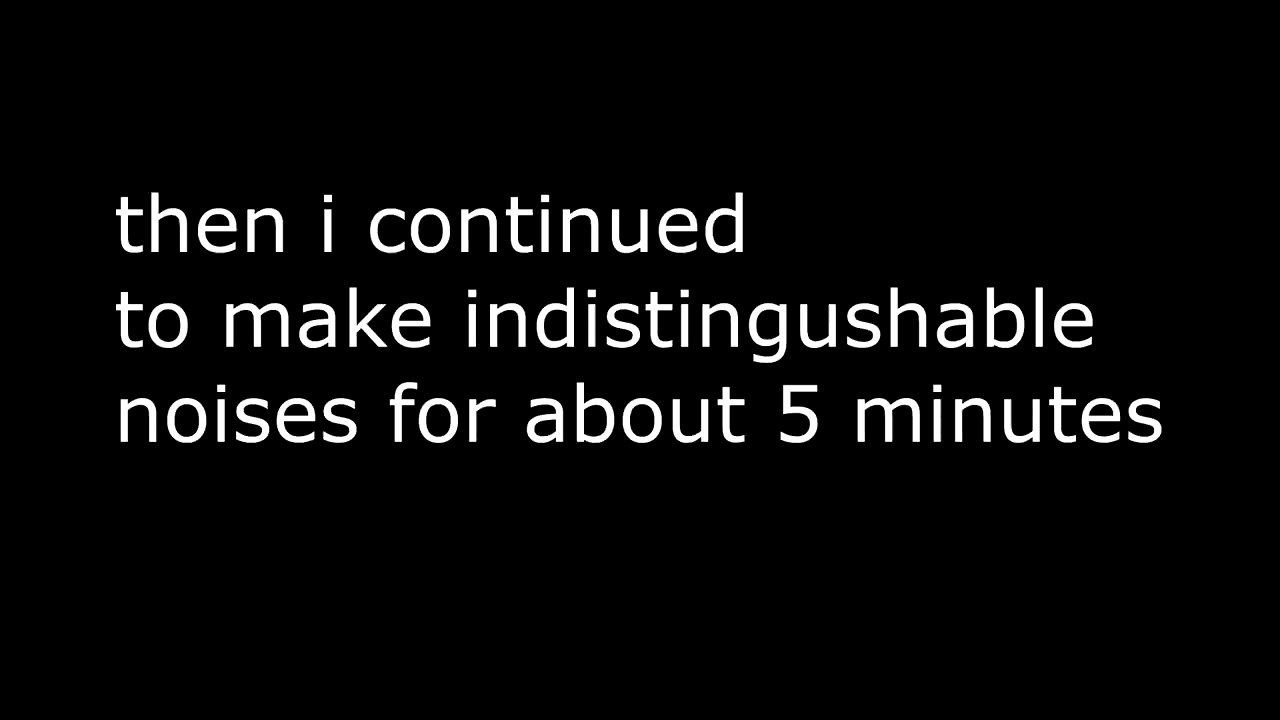 then i continued
to make indistingushable
noises for about 5 minutes